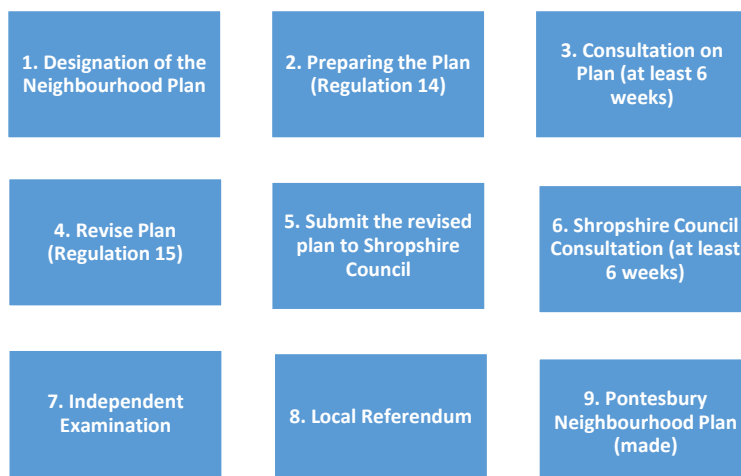 1. Designation of the
Neighbourhood Plan
2. Preparing the Plan
(Regulation 14)
3. Consultation on
Plan (at least 6
weeks)
4. Revise Plan
(Regulation 15)
5. Submit the revised
plan to Shropshire
Council
6. Shropshire Council
Consultation (at least
6 weeks)
7. Independent
Examination
8. Local Referendum
9. Pontesbury
Neighbourhood Plan
(made)